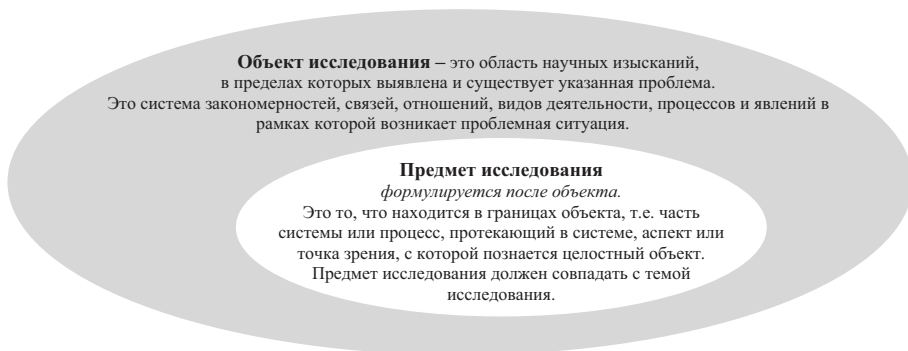 Объект исследования – это область научных изысканий,
в пределах которых выявлена и существует указанная проблема.
Это система закономерностей, связей, отношений, видов деятельности, процессов и явлений в
рамках которой возникает проблемная ситуация.
Предмет исследования
формулируется после объекта.
Это то, что находится в границах объекта, т.е. часть
системы или процесс, протекающий в системе, аспект или
точка зрения, с которой познается целостный объект.
Предмет исследования должен совпадать с темой
исследования.